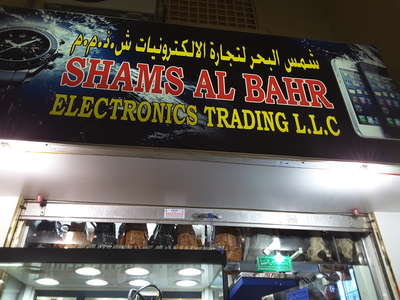 شمس البحر لتجارة الالكترونيات ش.ذ.م.م
SHAMS AL BAHR
ELECTRONICS TRADING L.L.C